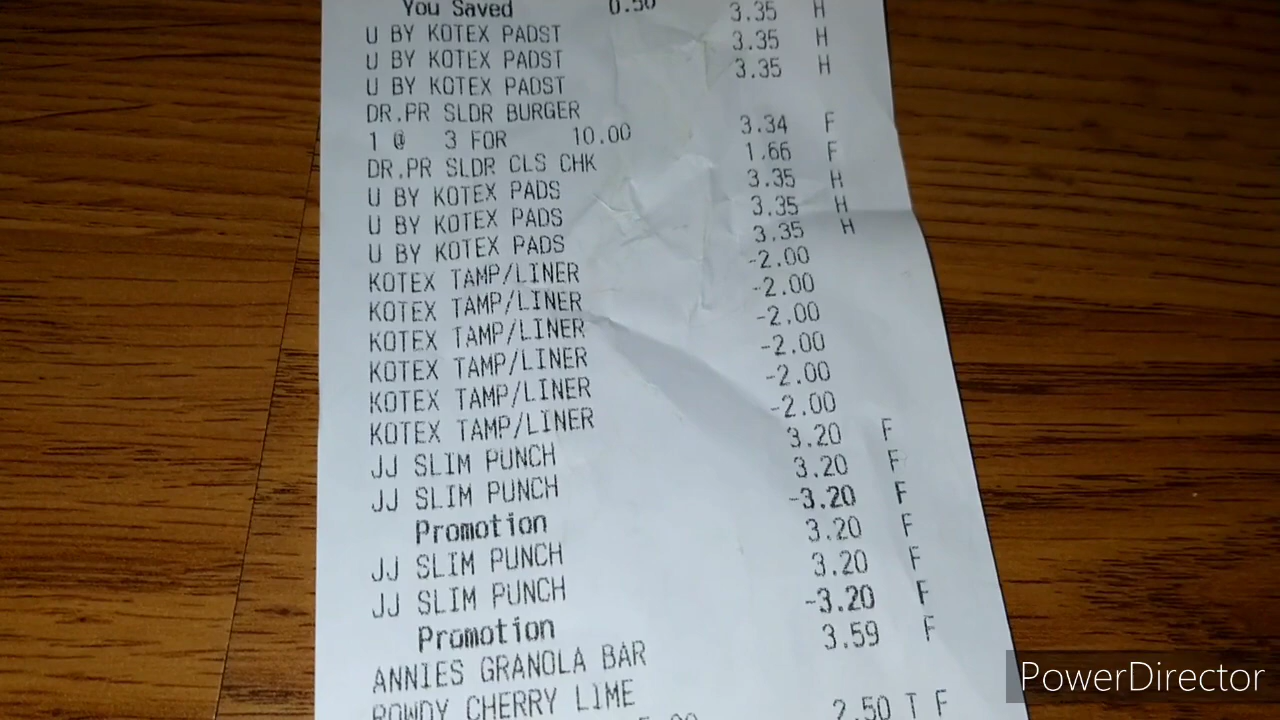 You Saved 0.50
U BY KOTEX PADST 3.35 H
U BY KOTEX PADST 3.35 H
U BY KOTEX PADST 3.35 H
DR.PR SLDR BURGER
1 @ 3 FOR 10.00 3.34 F
DR.PR SLDR CLS CHK 1.66 F
U BY KOTEX PADS 3.35 H
U BY KOTEX PADS 3.35 H
U BY KOTEX PADS 3.35 H
KOTEX TAMP/LINER -2.00
KOTEX TAMP/LINER -2.00
KOTEX TAMP/LINER -2.00
KOTEX TAMP/LINER -2.00
KOTEX TAMP/LINER -2.00
KOTEX TAMP/LINER -2.00
JJ SLIM PUNCH 3.20 F
JJ SLIM PUNCH 3.20 F
Promotion -3.20 F
JJ SLIM PUNCH 3.20 F
JJ SLIM PUNCH 3.20 F
Promotion -3.20 F
ANNIES GRANOLA BAR 3.59 F
ROWDY CHERRY LIME
2.50 T F
PowerDirector